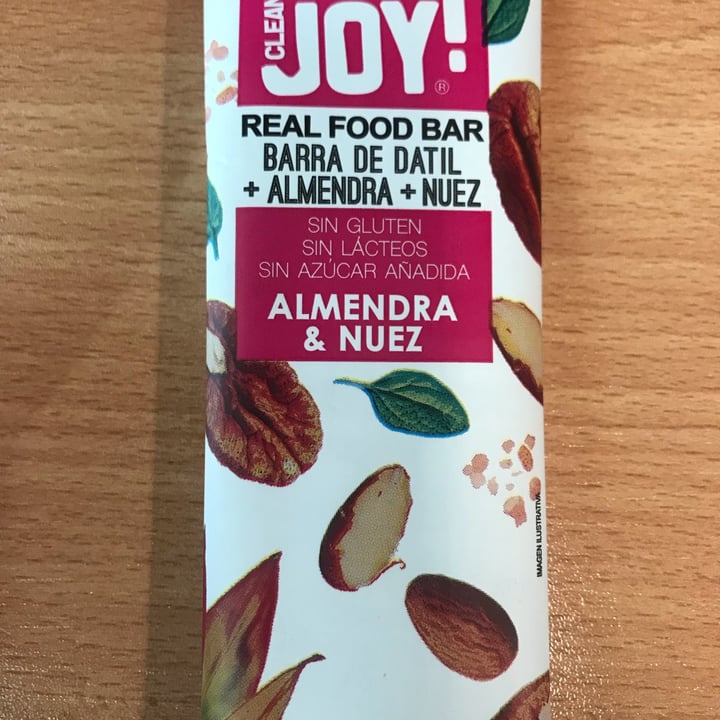 CLEAN
JOY!
®
REAL FOOD BAR
BARRA DE DATIL
+ ALMENDRA + NUEZ
SIN GLUTEN
SIN LÁCTEOS
SIN AZÚCAR AÑADIDA
ALMENDRA
& NUEZ
IMAGEN ILUSTRATIVA